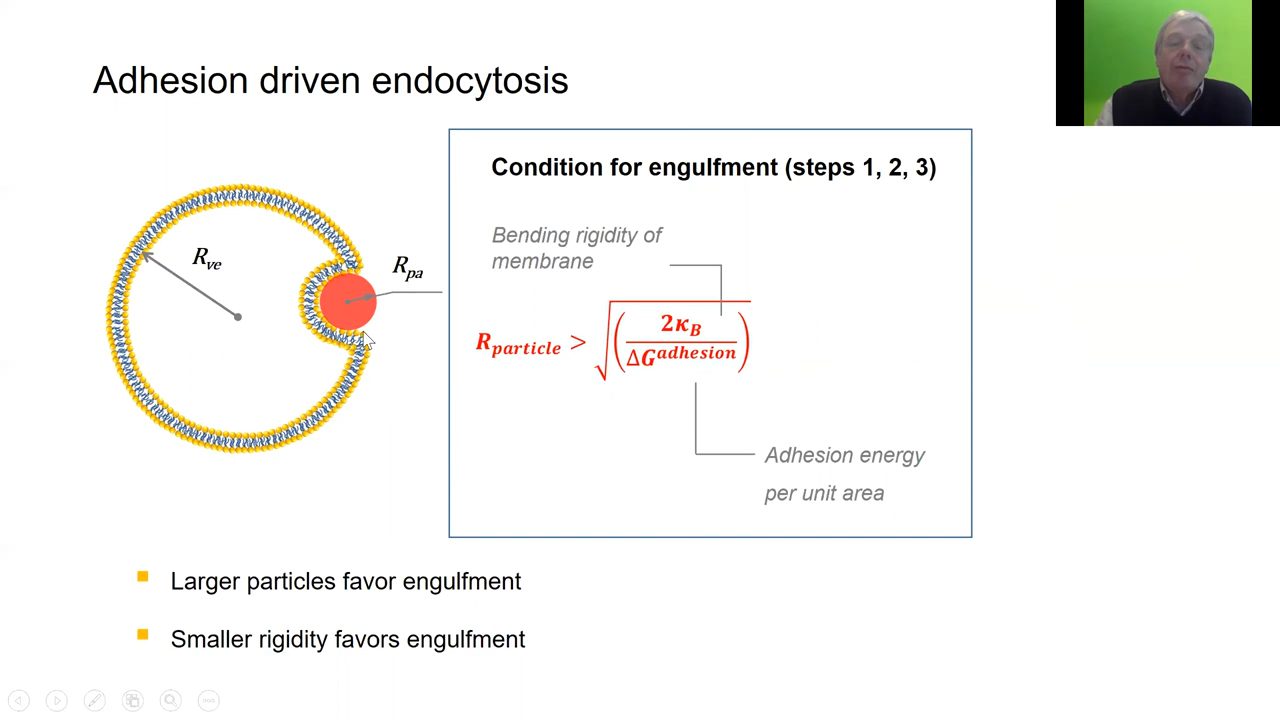 Adhesion driven endocytosis
R_ve
R_pa
Condition for engulfment (steps 1, 2, 3)
Bending rigidity of
membrane
R_particle > √(2κ_B / ΔG^adhesion)
Adhesion energy
per unit area
Larger particles favor engulfment
Smaller rigidity favors engulfment